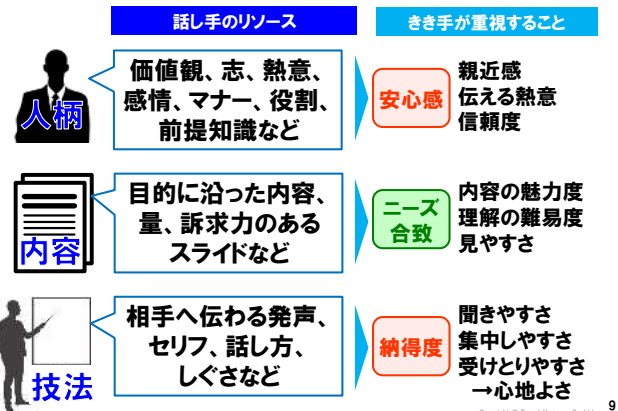 話し手のリソース
きき手が重視すること
人柄
価値観、志、熱意、
感情、マナー、役割、
前提知識など
安心感
親近感
伝える熱意
信頼度
内容
目的に沿った内容、
量、訴求力のある
スライドなど
ニーズ
合致
内容の魅力度
理解の難易度
見やすさ
技法
相手へ伝わる発声、
セリフ、話し方、
しぐさなど
納得度
聞きやすさ
集中しやすさ
受けとりやすさ
→心地よさ
9